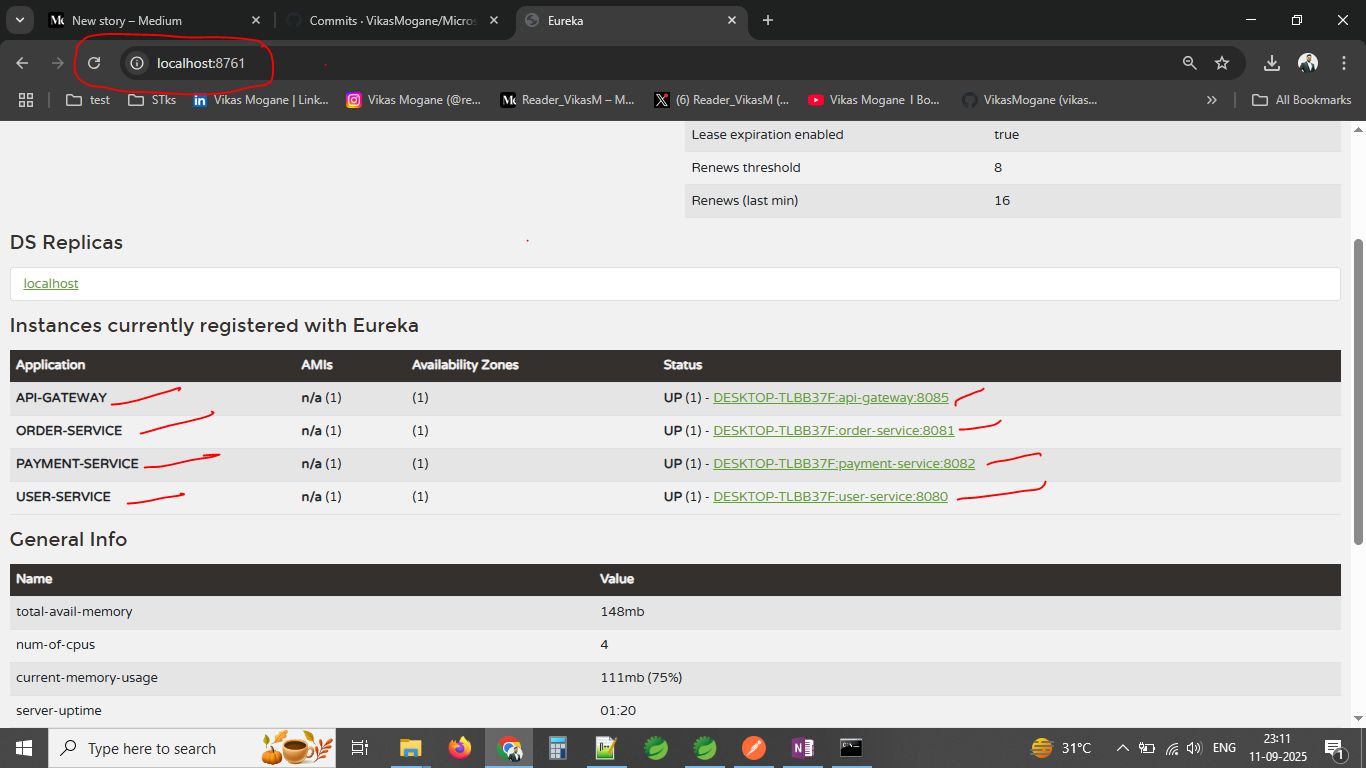 New story – Medium
Commits · VikasMogane/Micros
Eureka
localhost:8761
test
STks
Vikas Mogane | Link...
Vikas Mogane (@re...
Reader_VikasM – M...
(6) Reader_VikasM (...
Vikas Mogane I Bo...
VikasMogane (vikas...
All Bookmarks
Lease expiration enabled true
Renews threshold 8
Renews (last min) 16
DS Replicas
localhost
Instances currently registered with Eureka
Application AMIs Availability Zones Status
API-GATEWAY n/a (1) (1) UP (1) - DESKTOP-TLBB37F:api-gateway:8085
ORDER-SERVICE n/a (1) (1) UP (1) - DESKTOP-TLBB37F:order-service:8081
PAYMENT-SERVICE n/a (1) (1) UP (1) - DESKTOP-TLBB37F:payment-service:8082
USER-SERVICE n/a (1) (1) UP (1) - DESKTOP-TLBB37F:user-service:8080
General Info
Name Value
total-avail-memory 148mb
num-of-cpus 4
current-memory-usage 111mb (75%)
server-uptime 01:20
Type here to search
31°C
ENG
23:11
11-09-2025
1